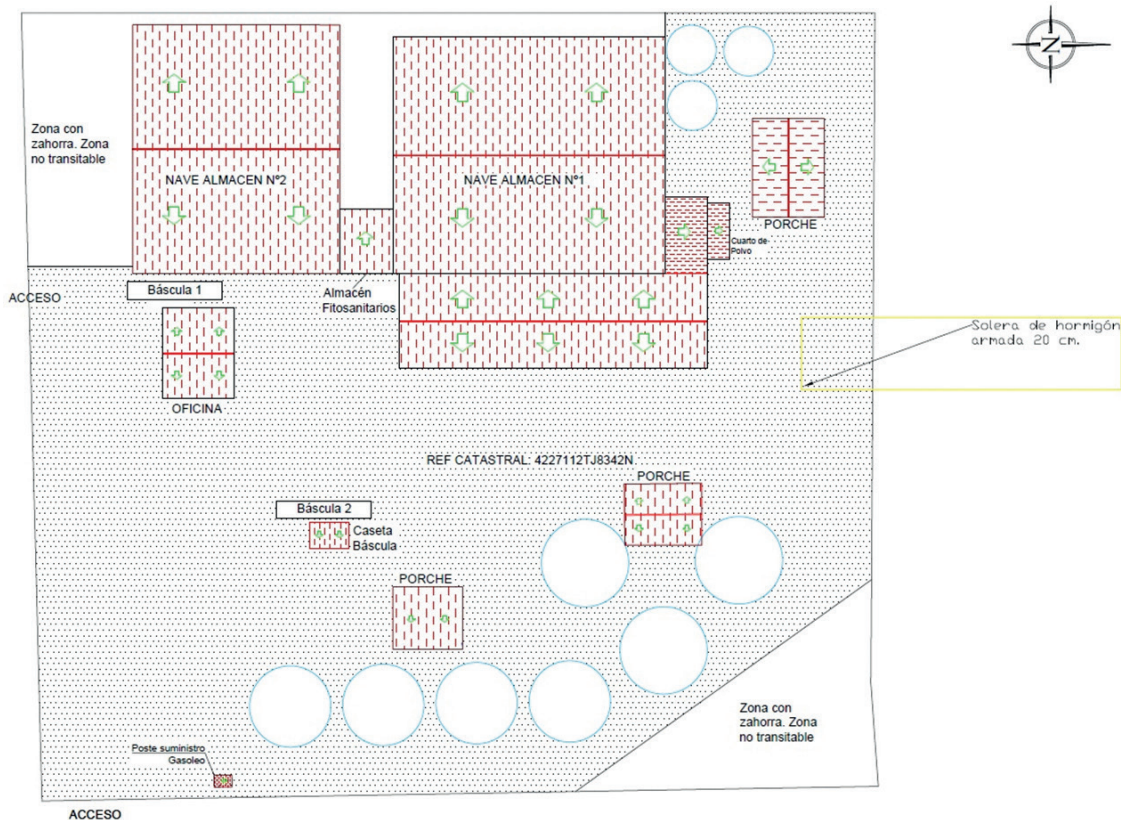 N
Zona con
zahorra. Zona
no transitable
NAVE ALMACEN Nº2
NAVE ALMACEN Nº1
PORCHE
Cuarto de
Polvo
ACCESO
Báscula 1
Almacén
Fitosanitarios
OFICINA
Solera de hormigón
armada 20 cm.
REF CATASTRAL: 4227112TJ8342N
PORCHE
Báscula 2
Caseta
Báscula
PORCHE
Zona con
zahorra. Zona
no transitable
Poste suministro
Gasoleo
ACCESO